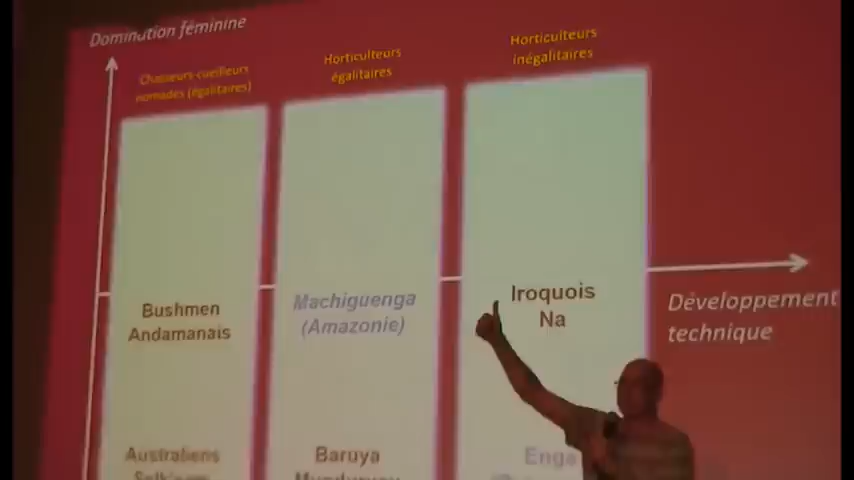 Domination féminine
Chasseurs-cueilleurs
nomades (égalitaires)
Horticulteurs
égalitaires
Horticulteurs
inégalitaires
Bushmen
Andamanais
Machiguenga
(Amazonie)
Iroquois
Na
Développement
technique
Australiens
Baruya
Enga